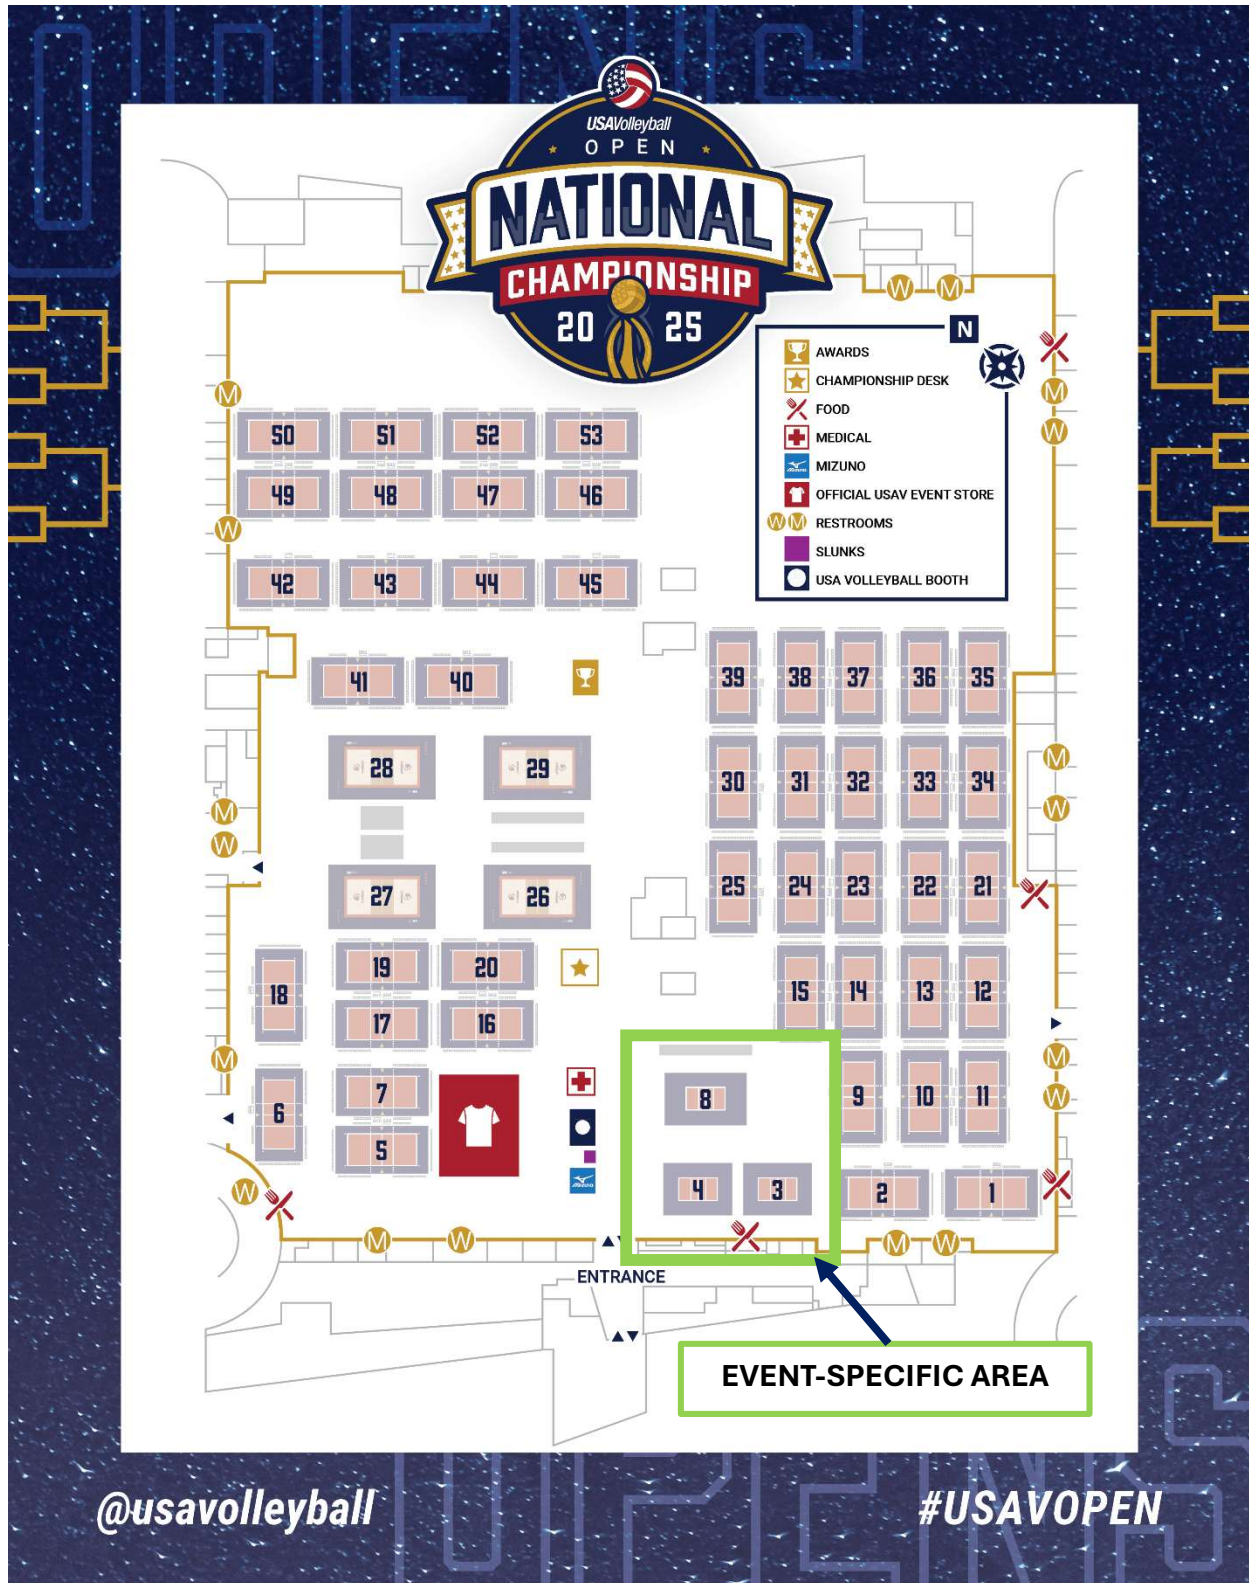 USAVolleyball
OPEN
NATIONAL
CHAMPIONSHIP
20 25
N
AWARDS
CHAMPIONSHIP DESK
FOOD
MEDICAL
MIZUNO
OFFICIAL USAV EVENT STORE
W M RESTROOMS
SLUNKS
USA VOLLEYBALL BOOTH
W M
M
W
M
W
50 51 52 53
49 48 47 46
42 43 44 45
41 40
39 38 37 36 35
28 29
30 31 32 33 34
M
W
M
W
27 26
25 24 23 22 21
19 20
18
17 16
15 14 13 12
M
M
W
7
6
5
8
9 10 11
4 3 2 1
W
M W
M W
ENTRANCE
EVENT-SPECIFIC AREA
@usavolleyball
#USAVOPEN
OPENS
OPENS